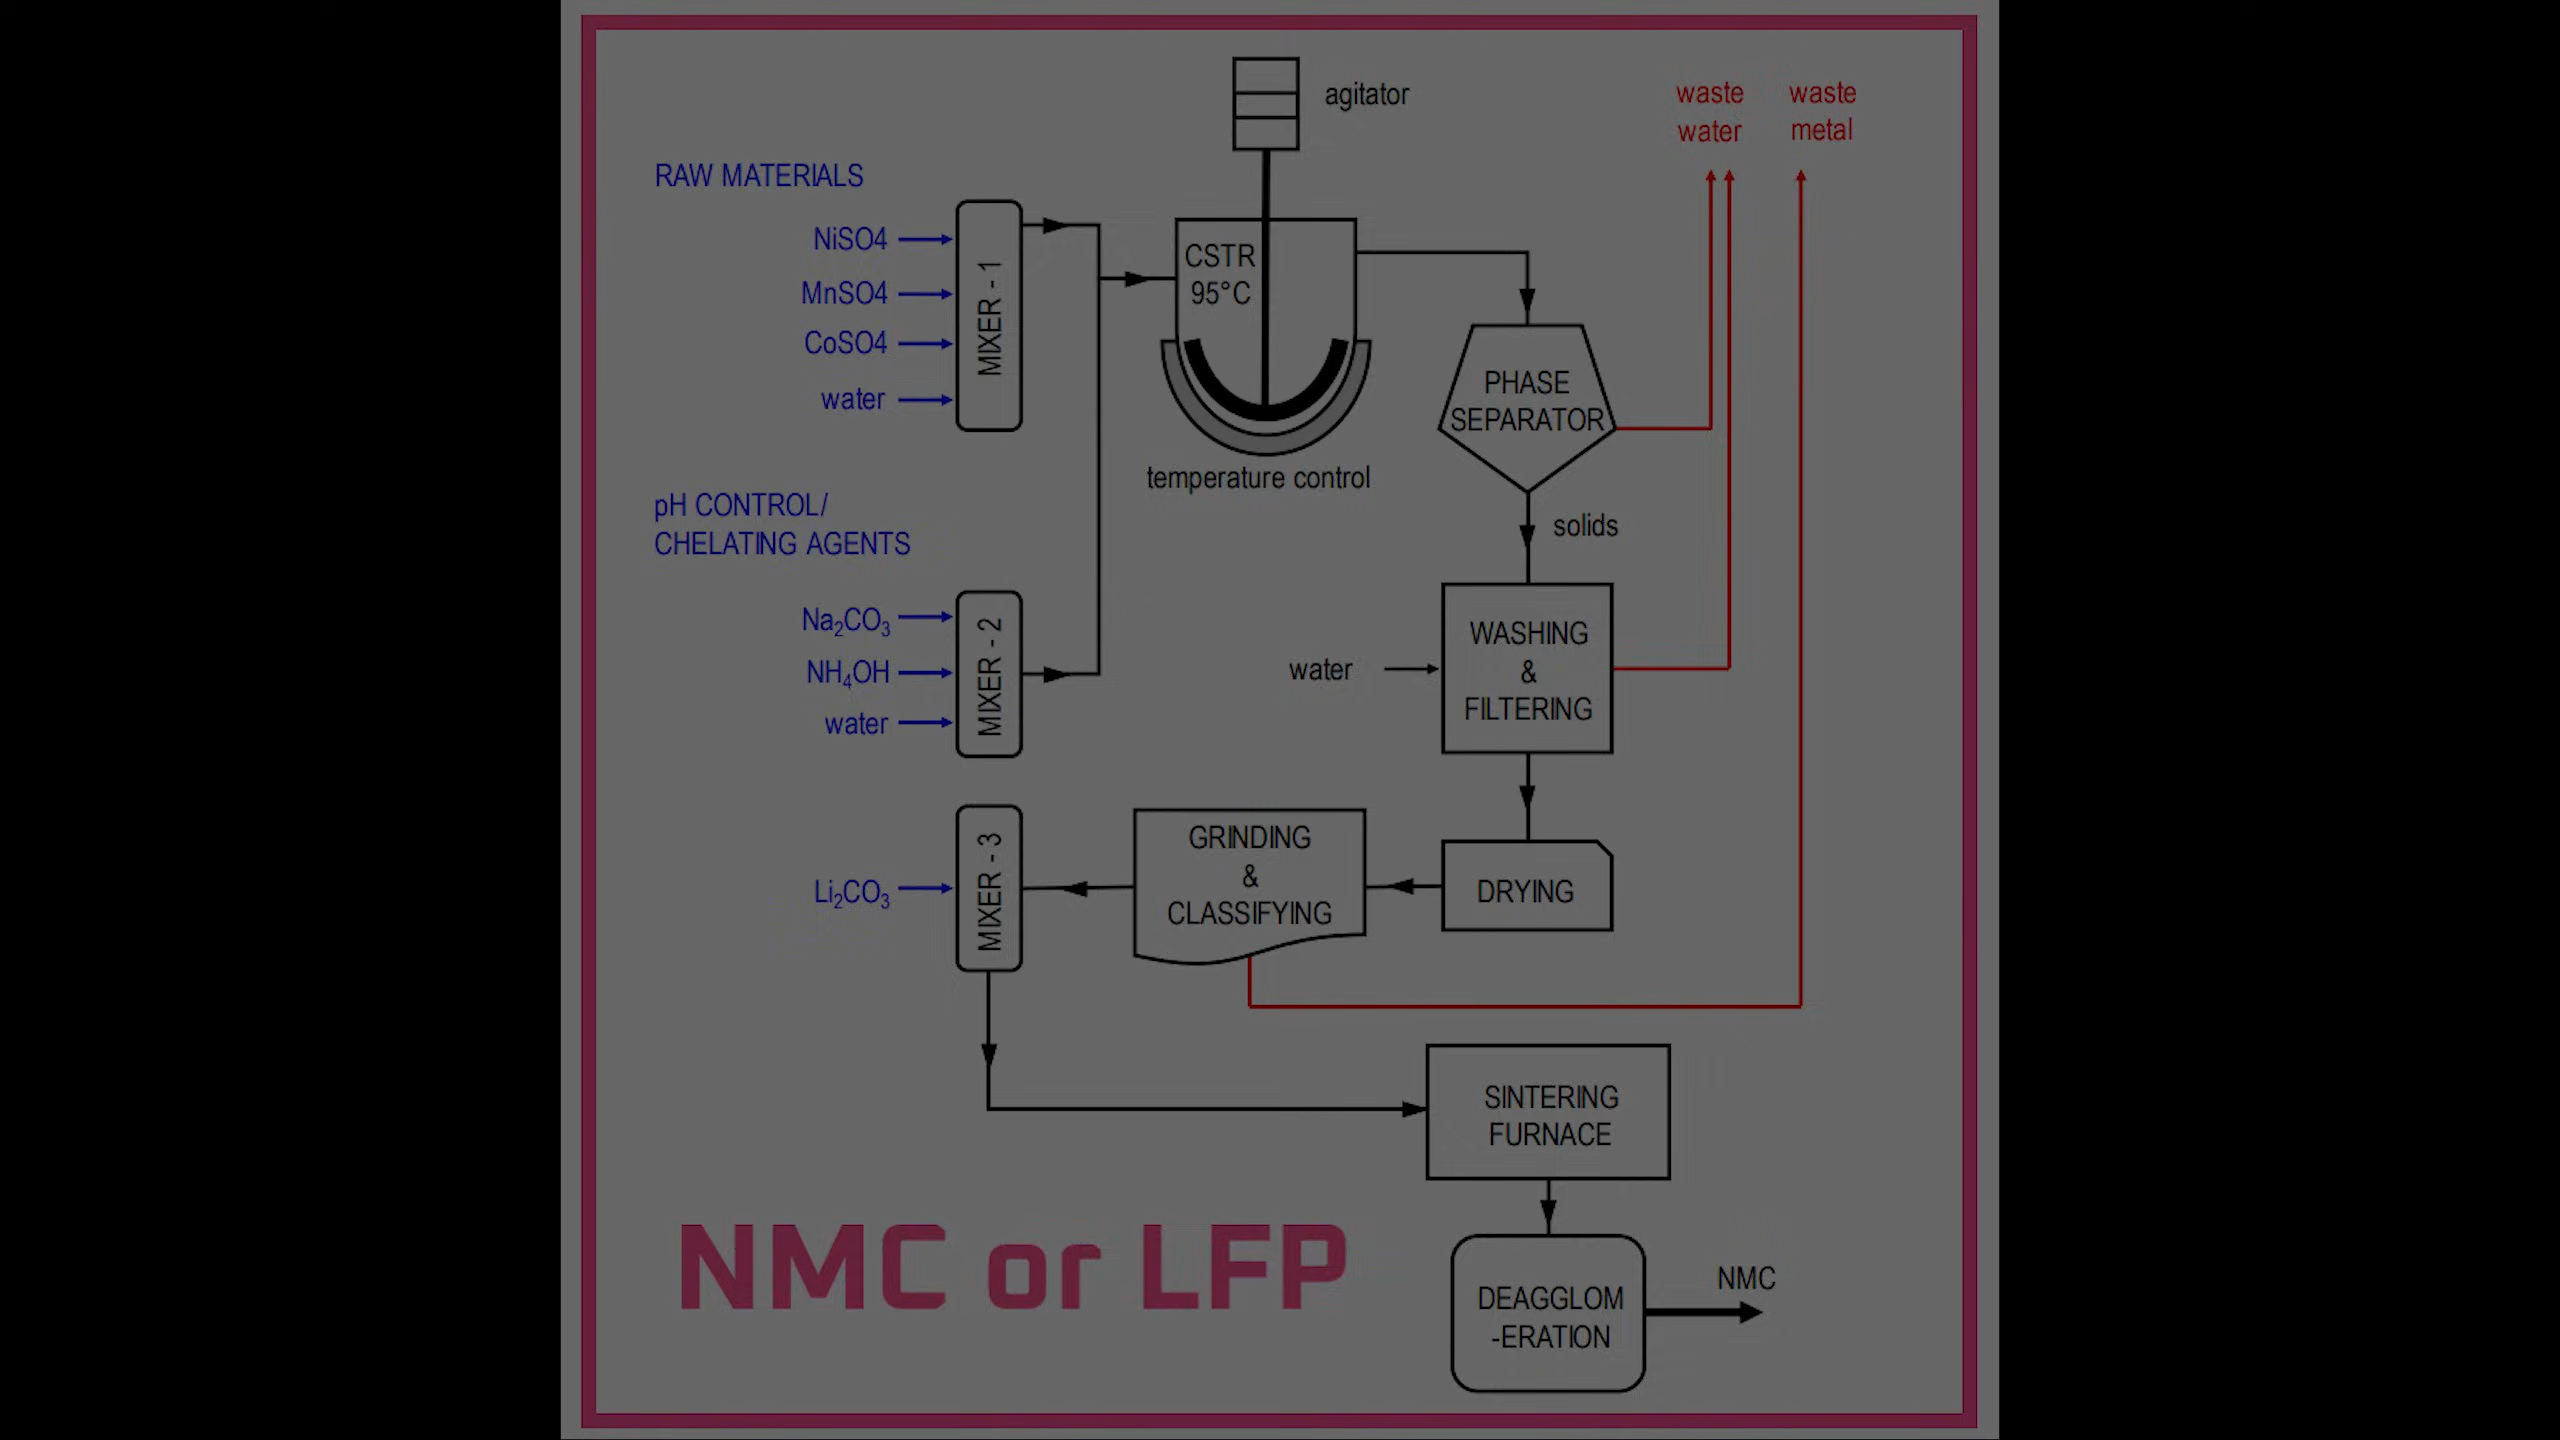 agitator
waste
water
waste
metal
RAW MATERIALS
NiSO4
MnSO4
CoSO4
water
MIXER - 1
CSTR
95°C
temperature control
PHASE
SEPARATOR
solids
pH CONTROL/
CHELATING AGENTS
Na₂CO₃
NH₄OH
water
MIXER - 2
water
WASHING
&
FILTERING
Li₂CO₃
MIXER - 3
GRINDING
&
CLASSIFYING
DRYING
SINTERING
FURNACE
NMC or LFP
DEAGGLOM
-ERATION
NMC